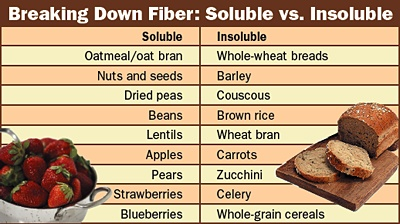 Breaking Down Fiber: Soluble vs. Insoluble
Soluble Insoluble
Oatmeal/oat bran Whole-wheat breads
Nuts and seeds Barley
Dried peas Couscous
Beans Brown rice
Lentils Wheat bran
Apples Carrots
Pears Zucchini
Strawberries Celery
Blueberries Whole-grain cereals